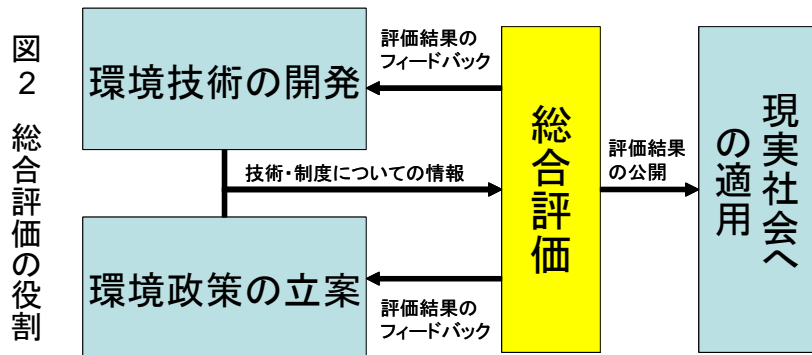 図2 総合評価の役割
環境技術の開発
評価結果の
フィードバック
技術・制度についての情報
環境政策の立案
評価結果の
フィードバック
総合評価
評価結果
の公開
現実社会へ
の適用